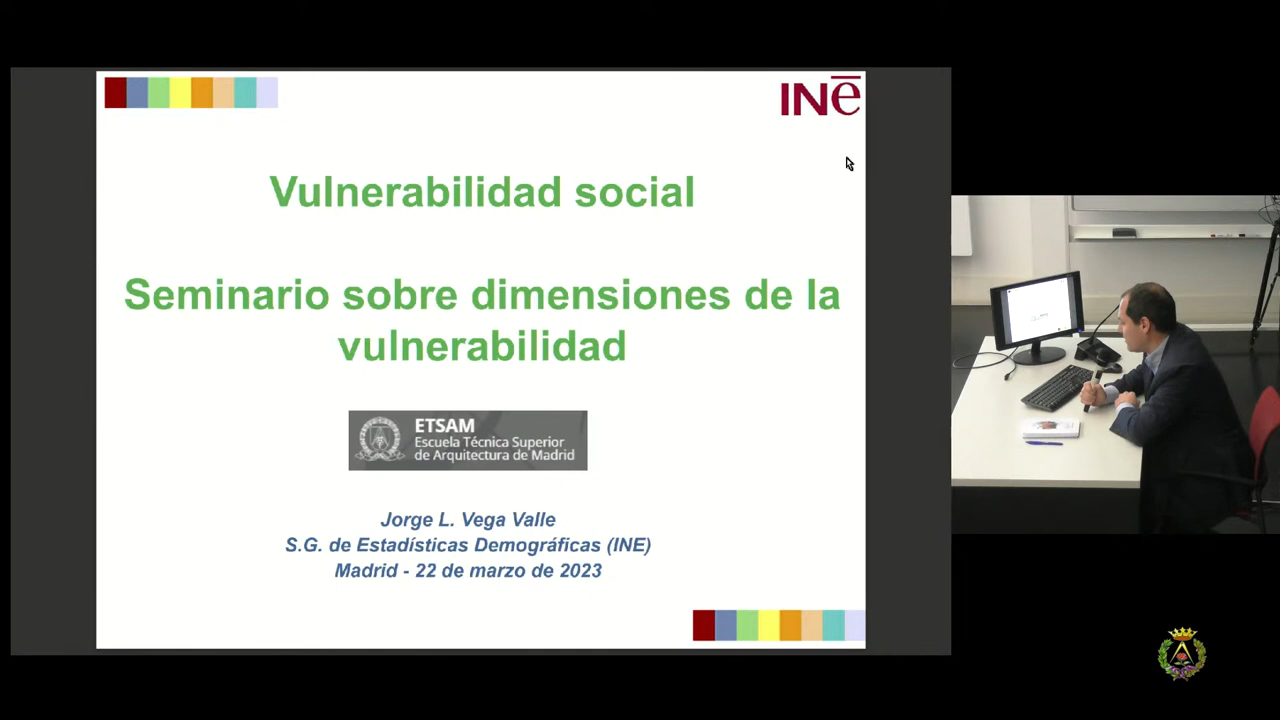 INe
Vulnerabilidad social
Seminario sobre dimensiones de la
vulnerabilidad
ETSAM
Escuela Técnica Superior
de Arquitectura de Madrid
Jorge L. Vega Valle
S.G. de Estadísticas Demográficas (INE)
Madrid - 22 de marzo de 2023